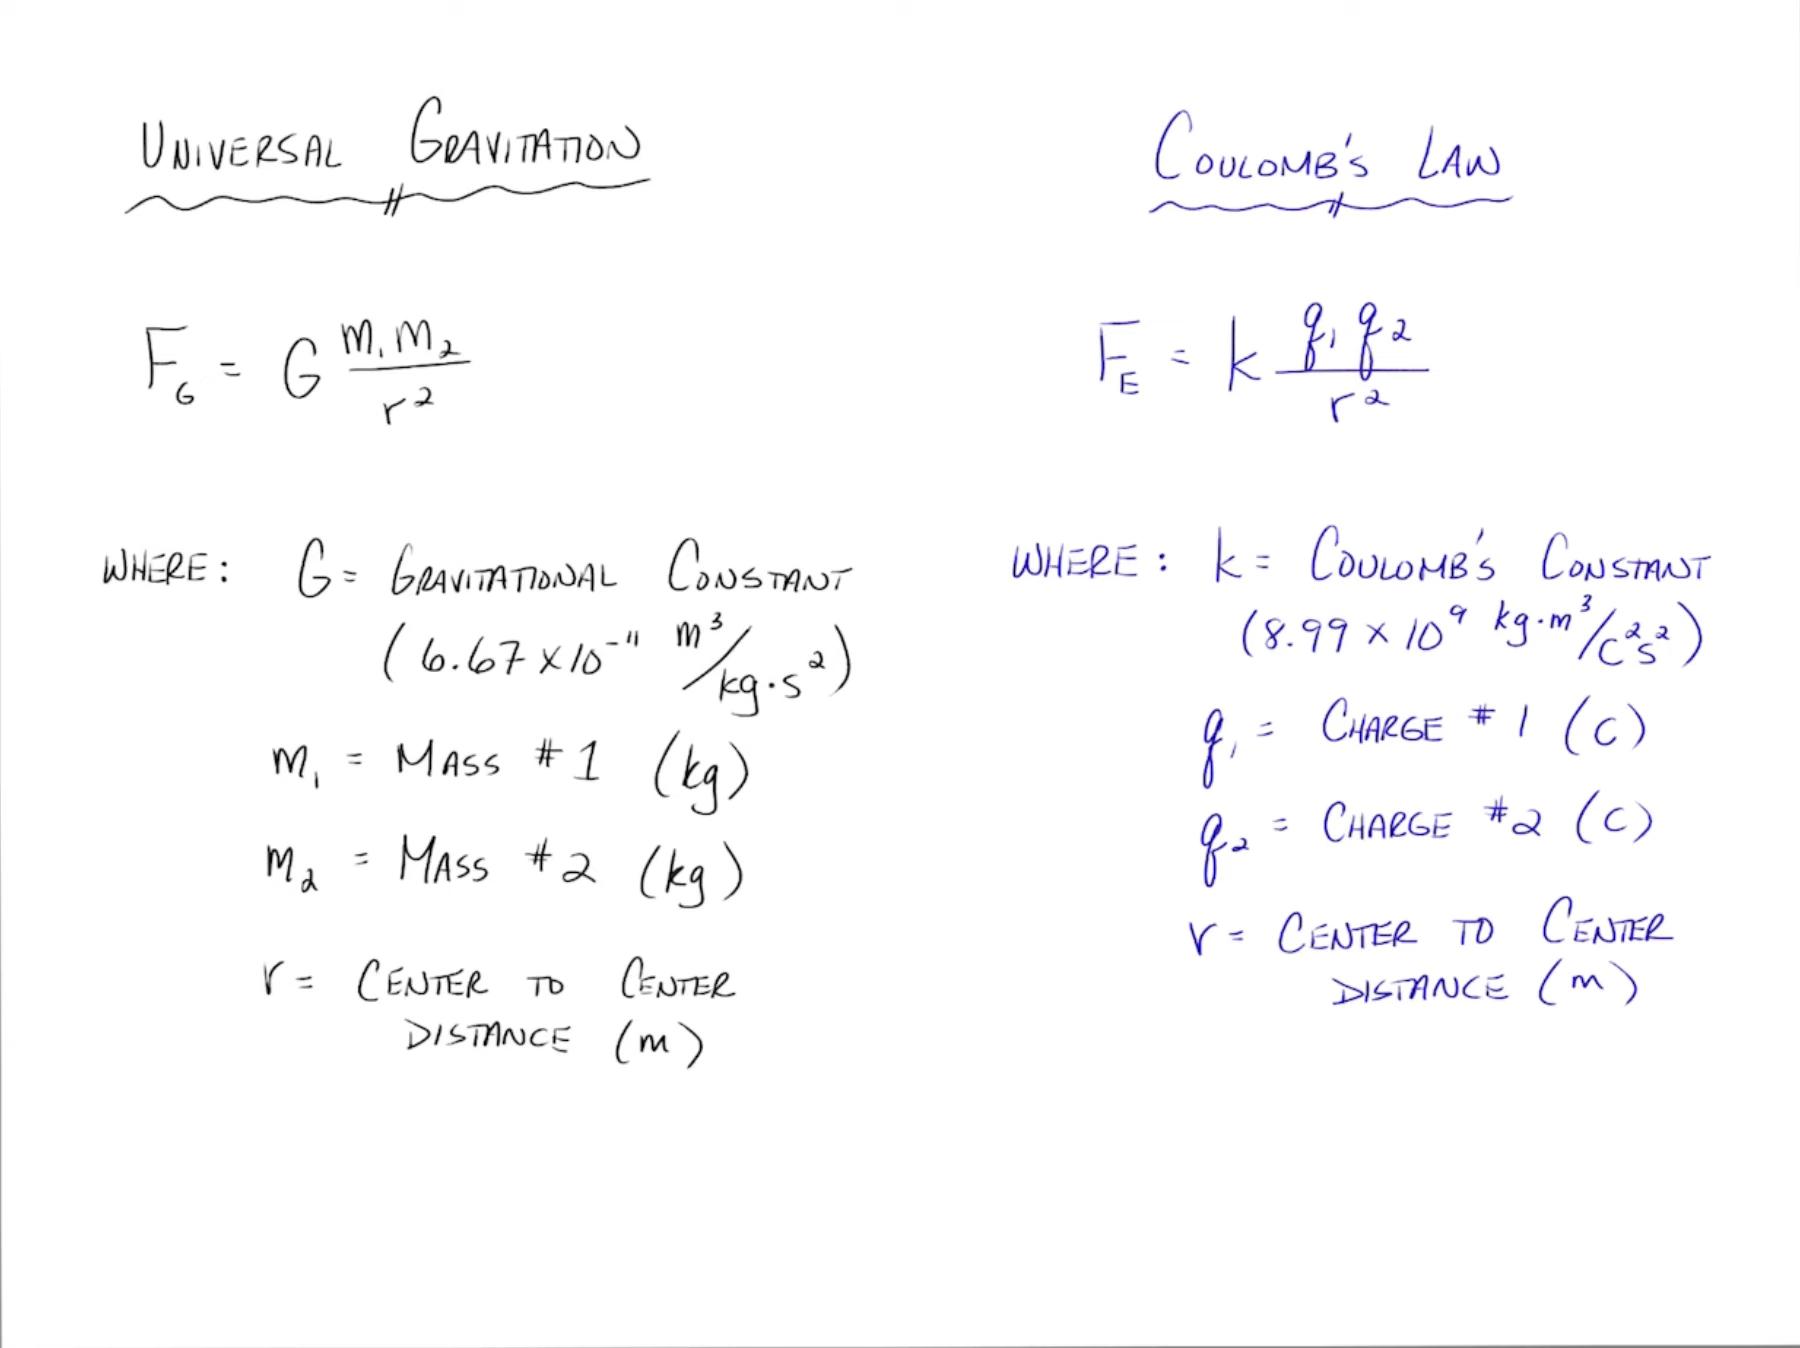 UNIVERSAL GRAVITATION
F_G = G m₁m₂/r²
WHERE: G = GRAVITATIONAL CONSTANT
(6.67 x 10⁻¹¹ m³/kg·s²)
m₁ = MASS #1 (kg)
m₂ = MASS #2 (kg)
r = CENTER TO CENTER
DISTANCE (m)
COULOMB'S LAW
F_E = k q₁q₂/r²
WHERE: k = COULOMB'S CONSTANT
(8.99 x 10⁹ kg·m³/C²s²)
q₁ = CHARGE #1 (C)
q₂ = CHARGE #2 (C)
r = CENTER TO CENTER
DISTANCE (m)